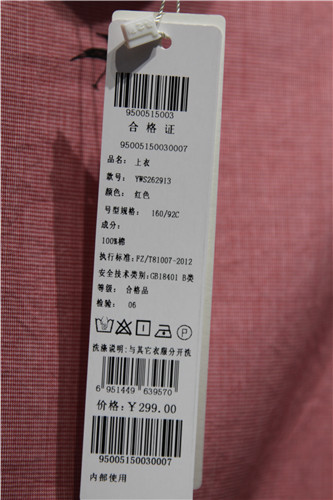 9500515003
合格证
95005150030007
品名：上衣
款号：YWS262913
颜色：红色
号型规格：160/92C
成分：
100%棉
执行标准：FZ/T81007-2012
安全技术类别：GB18401 B类
等级：合格品
检验：06
P
洗涤说明：与其它衣服分开洗
6 951449 639570
价格：￥299.00
95005150030007
内部使用